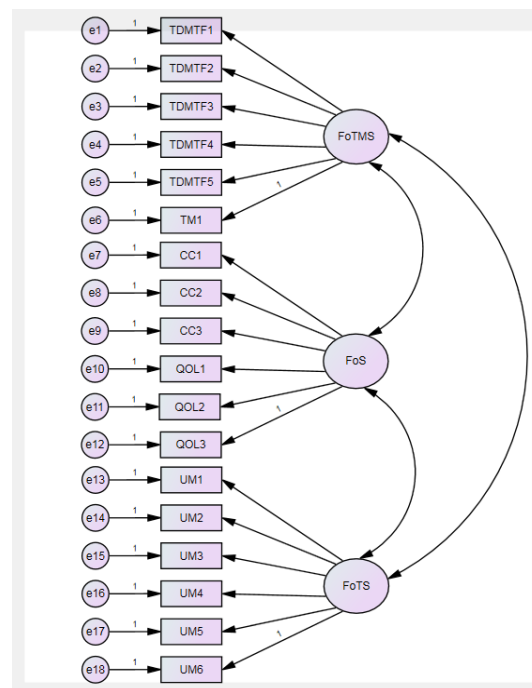 e1 1 TDMTF1
e2 1 TDMTF2
e3 1 TDMTF3
FoTMS
e4 1 TDMTF4
e5 1 TDMTF5
1
e6 1 TM1
e7 1 CC1
e8 1 CC2
e9 1 CC3
FoS
e10 1 QOL1
e11 1 QOL2
1
e12 1 QOL3
e13 1 UM1
e14 1 UM2
e15 1 UM3
FoTS
e16 1 UM4
e17 1 UM5
1
e18 1 UM6